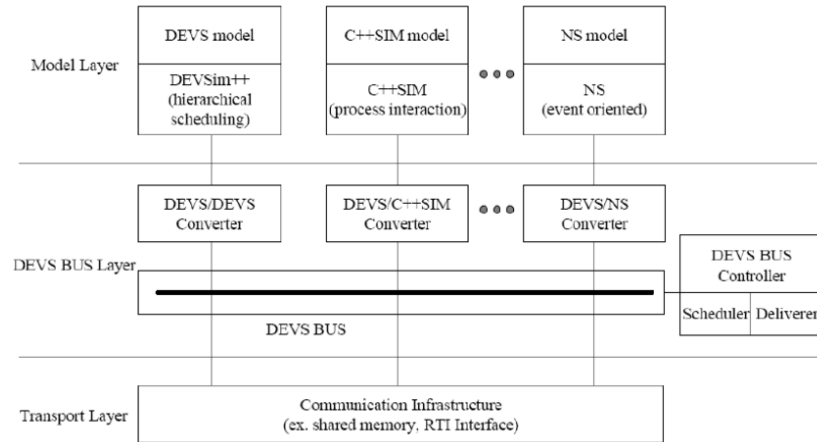 DEVS model
C++SIM model
NS model
Model Layer
DEVSim++
(hierarchical
scheduling)
C++SIM
(process interaction)
NS
(event oriented)
DEVS/DEVS
Converter
DEVS/C++SIM
Converter
DEVS/NS
Converter
DEVS BUS Layer
DEVS BUS
Controller
Scheduler
Deliverer
DEVS BUS
Transport Layer
Communication Infrastructure
(ex. shared memory, RTI Interface)